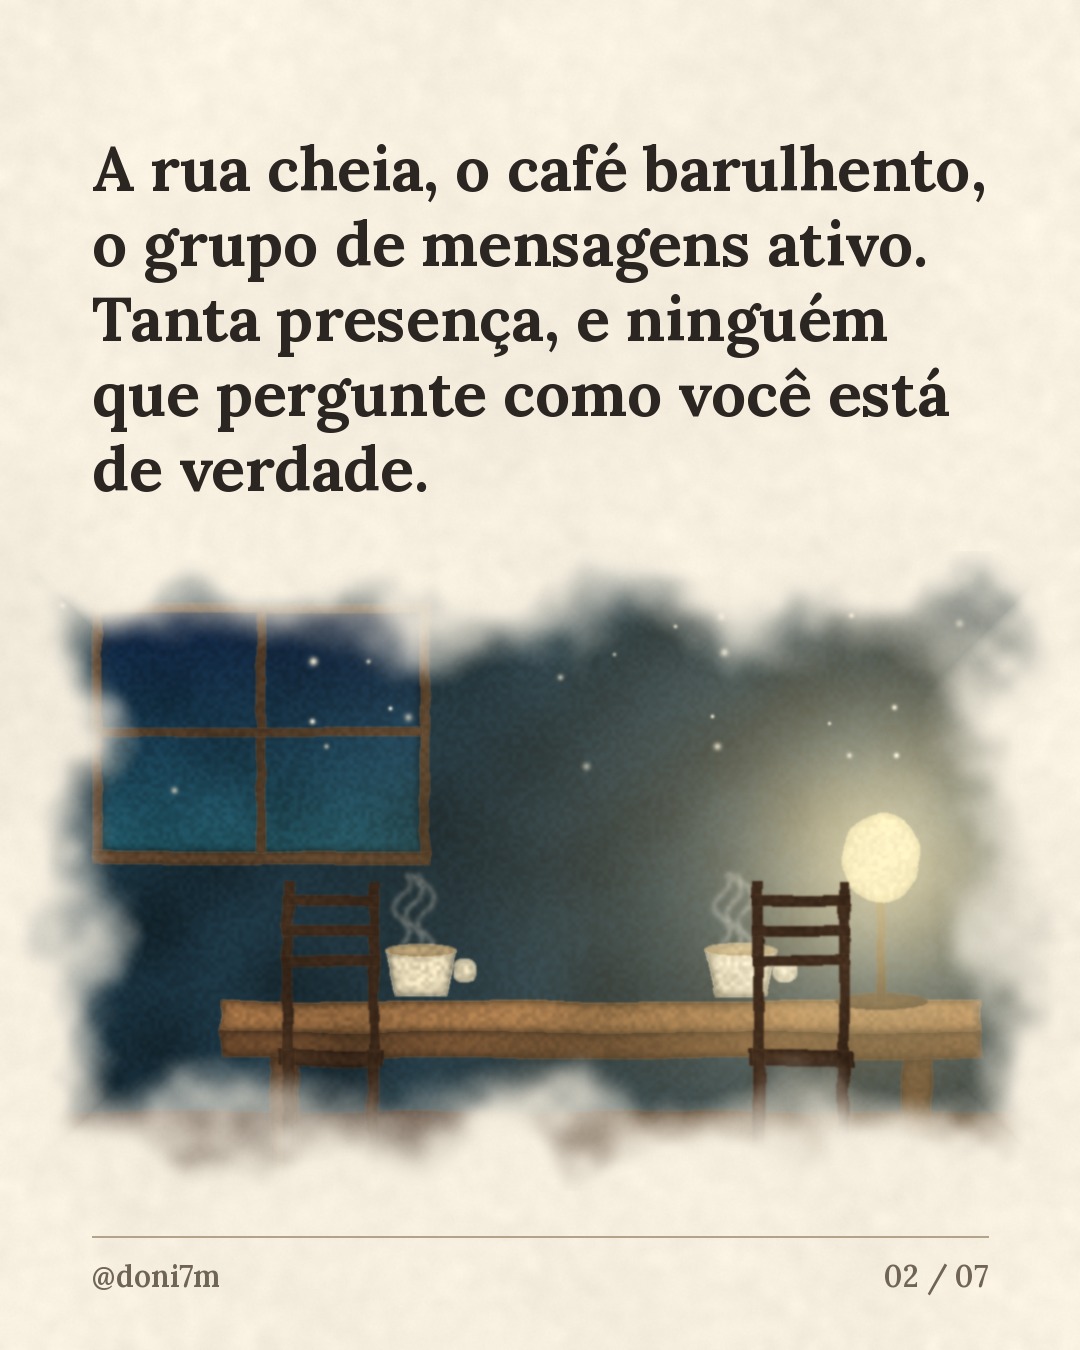 A rua cheia, o café barulhento,
o grupo de mensagens ativo.
Tanta presença, e ninguém
que pergunte como você está
de verdade.
@doni7m
02 / 07